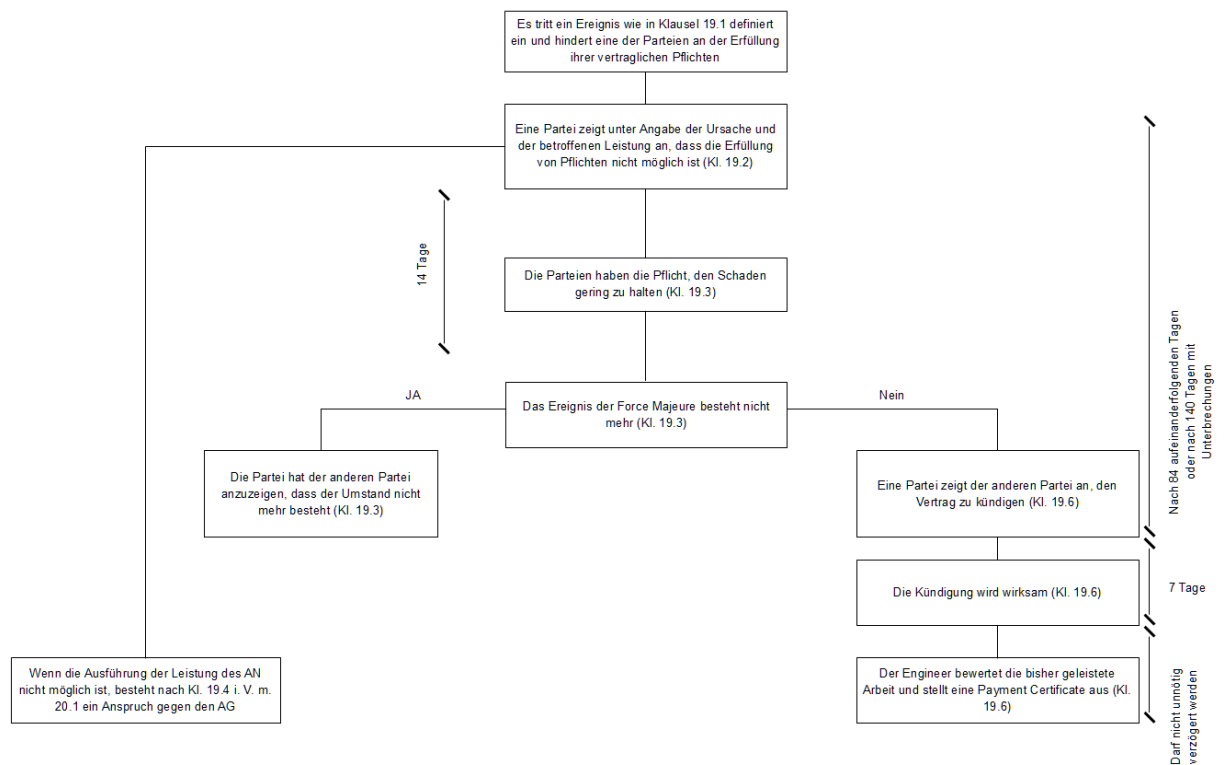 Es tritt ein Ereignis wie in Klausel 19.1 definiert
ein und hindert eine der Parteien an der Erfüllung
ihrer vertraglichen Pflichten
Eine Partei zeigt unter Angabe der Ursache und
der betroffenen Leistung an, dass die Erfüllung
von Pflichten nicht möglich ist (Kl. 19.2)
14 Tage
Die Parteien haben die Pflicht, den Schaden
gering zu halten (Kl. 19.3)
Nach 84 aufeinanderfolgenden Tagen
oder nach 140 Tagen mit
Unterbrechungen
JA
Das Ereignis der Force Majeure besteht nicht
mehr (Kl. 19.3)
Nein
Die Partei hat der anderen Partei
anzuzeigen, dass der Umstand nicht
mehr besteht (Kl. 19.3)
Eine Partei zeigt der anderen Partei an, den
Vertrag zu kündigen (Kl. 19.6)
Die Kündigung wird wirksam (Kl. 19.6)
7 Tage
Wenn die Ausführung der Leistung des AN
nicht möglich ist, besteht nach Kl. 19.4 i. V. m.
20.1 ein Anspruch gegen den AG
Der Engineer bewertet die bisher geleistete
Arbeit und stellt eine Payment Certificate aus (Kl.
19.6)
Darf nicht unnötig
verzögert werden